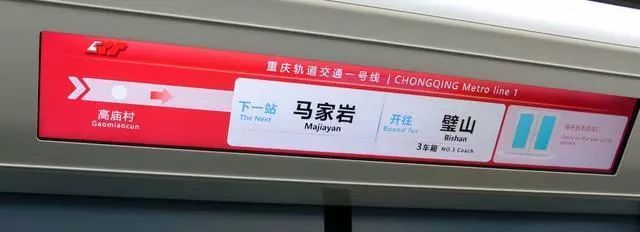 重庆轨道交通一号线 | CHONGQING Metro line 1
高庙村
Gaomiaocun
下一站
The Next
马家岩
Majiayan
开往
Bound for
璧山
Bishan
3车厢 NO.3 Coach